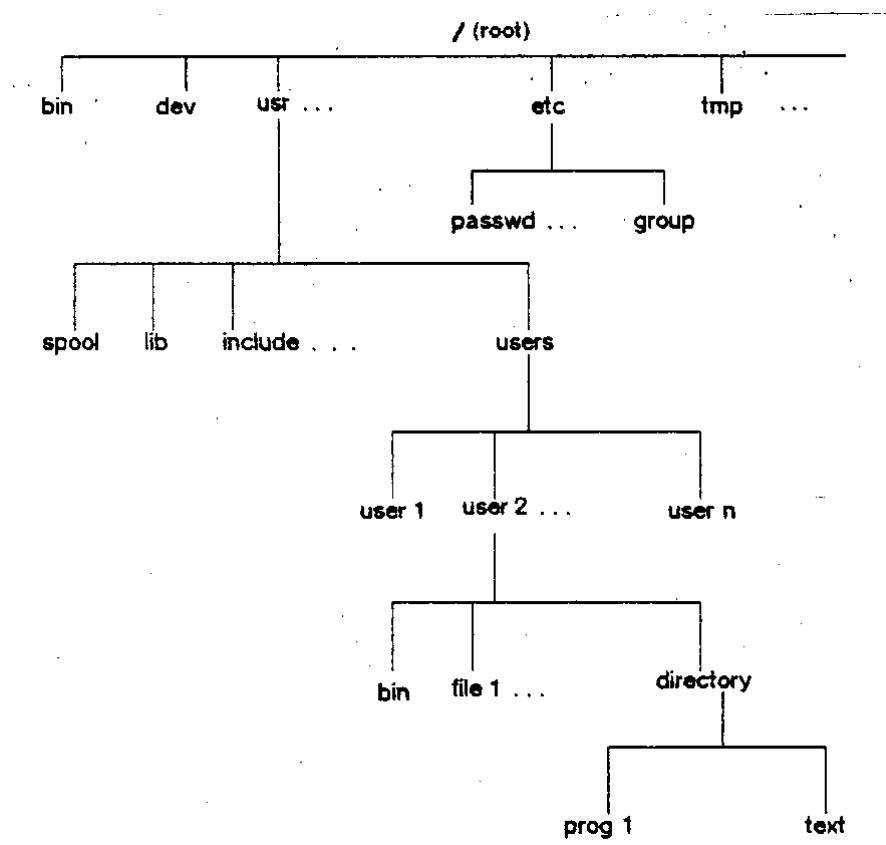 / (root)
bin dev usr ... etc tmp ...
passwd ... group
spool lib include ... users
user 1 user 2 ... user n
bin file 1 ... directory
prog 1 text